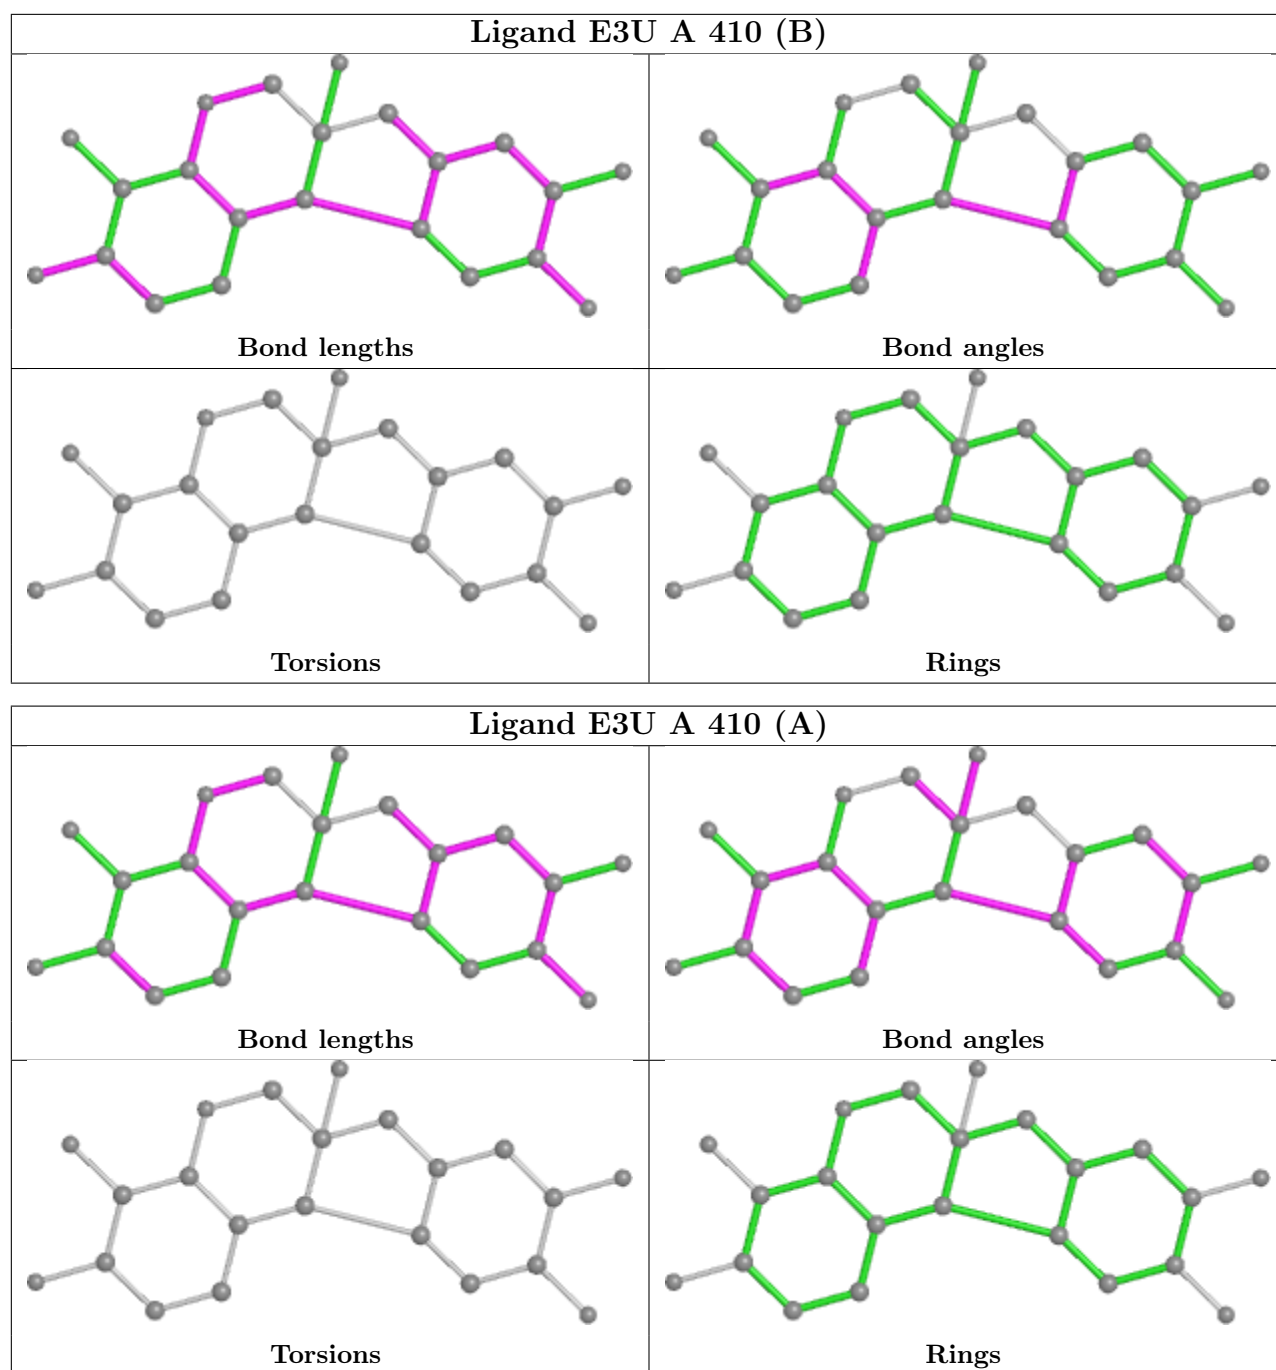 Ligand E3U A 410 (B)
Bond lengths
Bond angles
Torsions
Rings
Ligand E3U A 410 (A)
Bond lengths
Bond angles
Torsions
Rings